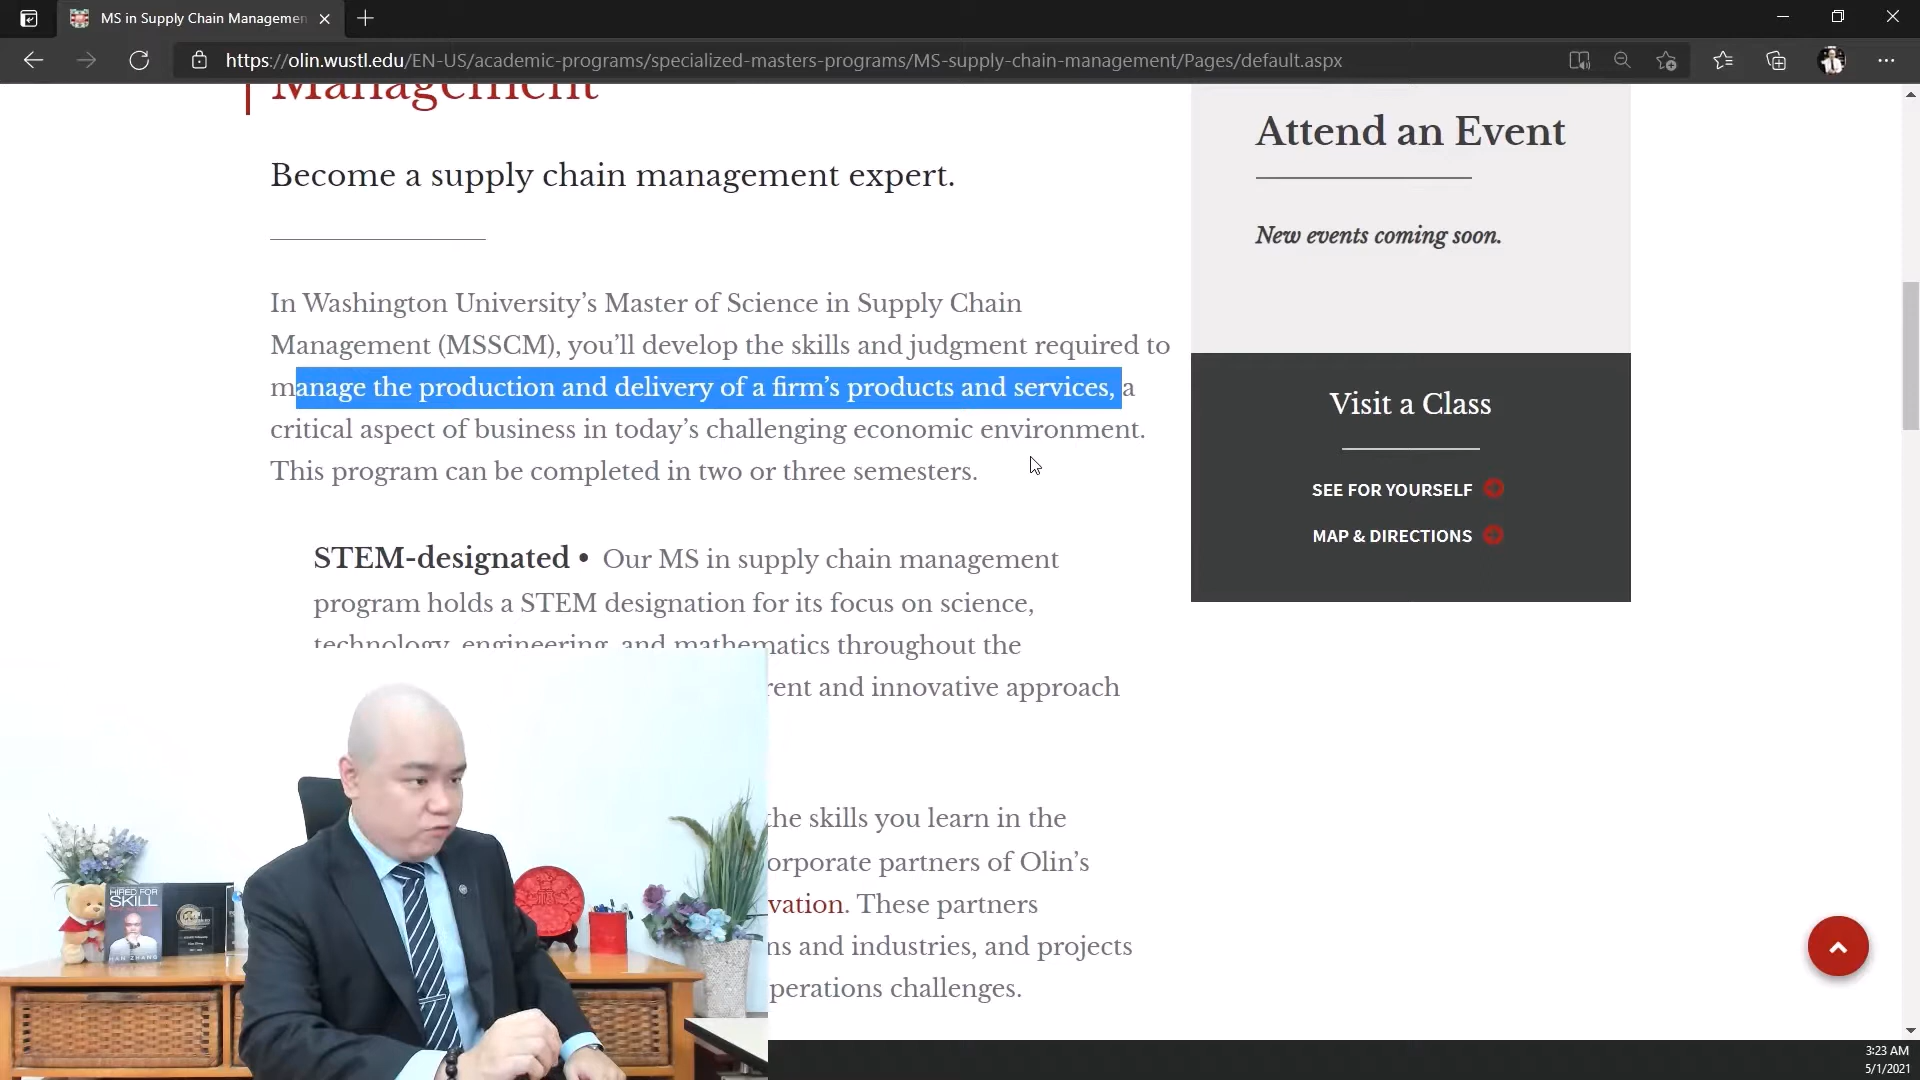 MS in Supply Chain Managemen
https://olin.wustl.edu/EN-US/academic-programs/specialized-masters-programs/MS-supply-chain-management/Pages/default.aspx
Management
Become a supply chain management expert.
In Washington University’s Master of Science in Supply Chain
Management (MSSCM), you’ll develop the skills and judgment required to
manage the production and delivery of a firm’s products and services, a
critical aspect of business in today’s challenging economic environment.
This program can be completed in two or three semesters.
STEM-designated • Our MS in supply chain management
program holds a STEM designation for its focus on science,
technology, engineering, and mathematics throughout the
rent and innovative approach
the skills you learn in the
orporate partners of Olin’s
vation. These partners
ns and industries, and projects
perations challenges.
Attend an Event
New events coming soon.
Visit a Class
SEE FOR YOURSELF
MAP & DIRECTIONS
HIRED FOR
SKILL
HAN ZHANG
3:23 AM
5/1/2021